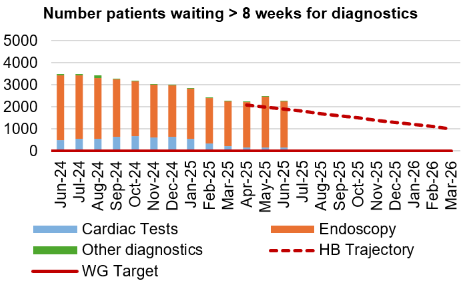 Number patients waiting > 8 weeks for diagnostics
5000
4000
3000
2000
1000
0
Jun-24
Jul-24
Aug-24
Sep-24
Oct-24
Nov-24
Dec-24
Jan-25
Feb-25
Mar-25
Apr-25
May-25
Jun-25
Jul-25
Aug-25
Sep-25
Oct-25
Nov-25
Dec-25
Jan-26
Feb-26
Mar-26
Cardiac Tests
Endoscopy
Other diagnostics
HB Trajectory
WG Target